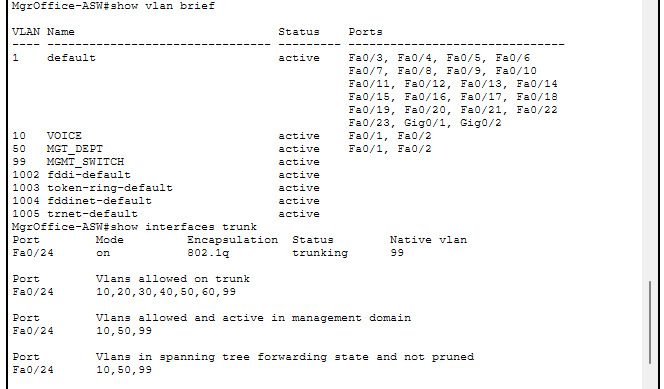 MgrOffice-ASW#show vlan brief
VLAN Name Status Ports
---- -------------------------------- --------- -------------------------------
1 default active Fa0/3, Fa0/4, Fa0/5, Fa0/6
Fa0/7, Fa0/8, Fa0/9, Fa0/10
Fa0/11, Fa0/12, Fa0/13, Fa0/14
Fa0/15, Fa0/16, Fa0/17, Fa0/18
Fa0/19, Fa0/20, Fa0/21, Fa0/22
Fa0/23, Gig0/1, Gig0/2
10 VOICE active Fa0/1, Fa0/2
50 MGT_DEPT active Fa0/1, Fa0/2
99 MGMT_SWITCH active
1002 fddi-default active
1003 token-ring-default active
1004 fddinet-default active
1005 trnet-default active
MgrOffice-ASW#show interfaces trunk
Port Mode Encapsulation Status Native vlan
Fa0/24 on 802.1q trunking 99
Port Vlans allowed on trunk
Fa0/24 10,20,30,40,50,60,99
Port Vlans allowed and active in management domain
Fa0/24 10,50,99
Port Vlans in spanning tree forwarding state and not pruned
Fa0/24 10,50,99